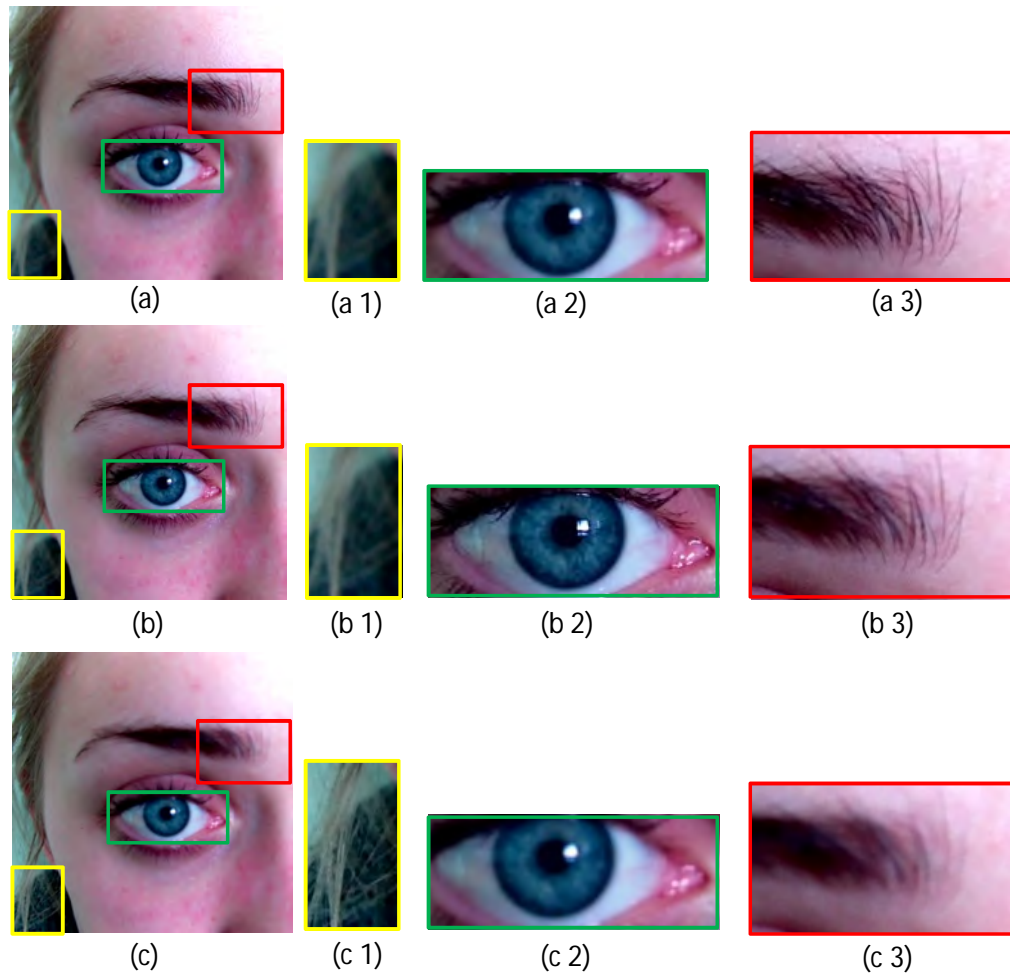 (a)
(a 1)
(a 2)
(a 3)
(b)
(b 1)
(b 2)
(b 3)
(c)
(c 1)
(c 2)
(c 3)